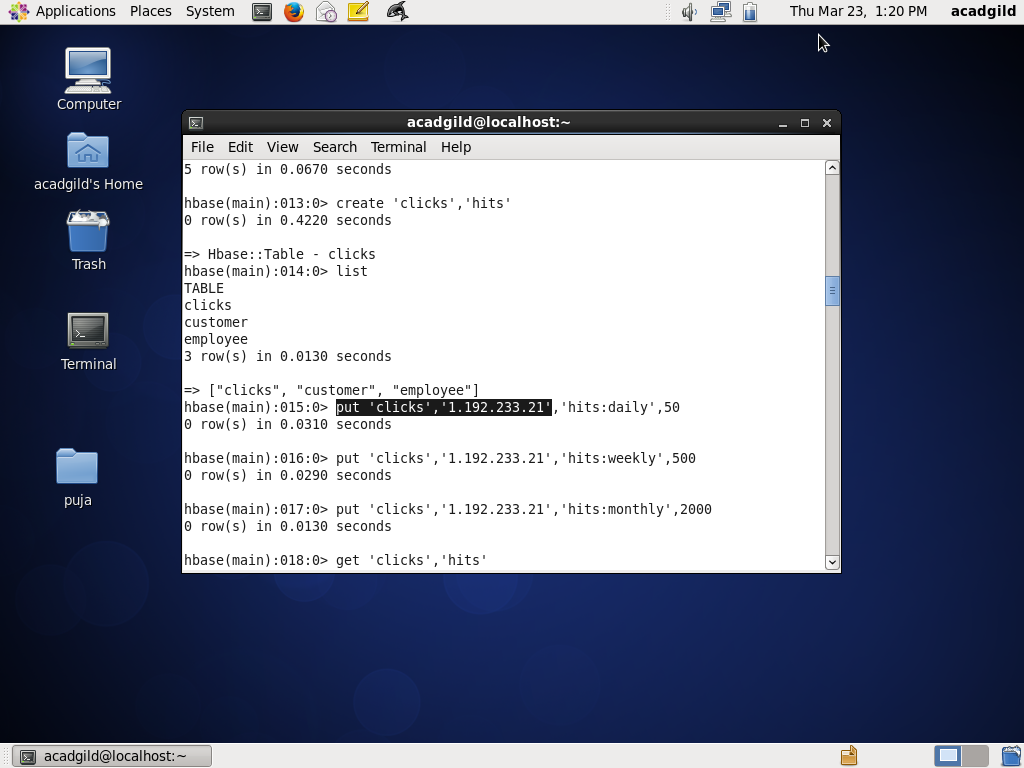 Applications Places System Thu Mar 23, 1:20 PM acadgild
Computer
acadgild's Home
Trash
Terminal
puja
acadgild@localhost:~
File Edit View Search Terminal Help
5 row(s) in 0.0670 seconds
hbase(main):013:0> create 'clicks','hits'
0 row(s) in 0.4220 seconds
=> Hbase::Table - clicks
hbase(main):014:0> list
TABLE
clicks
customer
employee
3 row(s) in 0.0130 seconds
=> ["clicks", "customer", "employee"]
hbase(main):015:0> put 'clicks','1.192.233.21','hits:daily',50
0 row(s) in 0.0310 seconds
hbase(main):016:0> put 'clicks','1.192.233.21','hits:weekly',500
0 row(s) in 0.0290 seconds
hbase(main):017:0> put 'clicks','1.192.233.21','hits:monthly',2000
0 row(s) in 0.0130 seconds
hbase(main):018:0> get 'clicks','hits'
acadgild@localhost:~